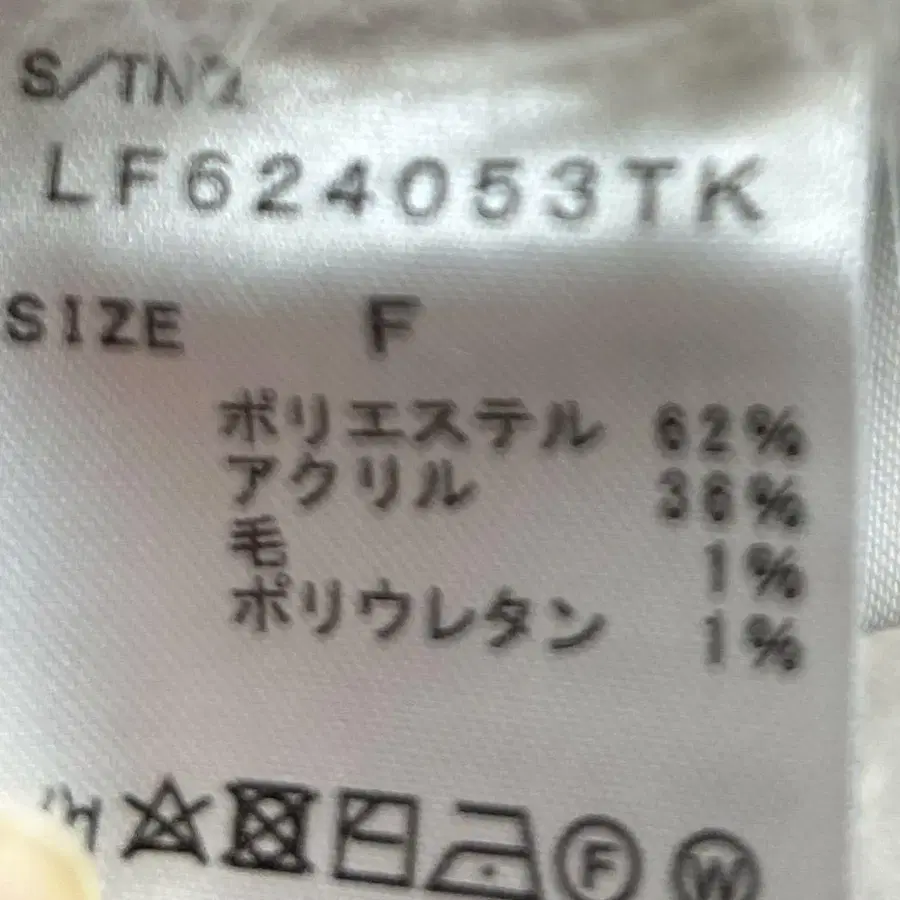 S/TNO.
LF624053TK
SIZE F
ポリエステル 62%
アクリル 36%
毛 1%
ポリウレタン 1%
F W